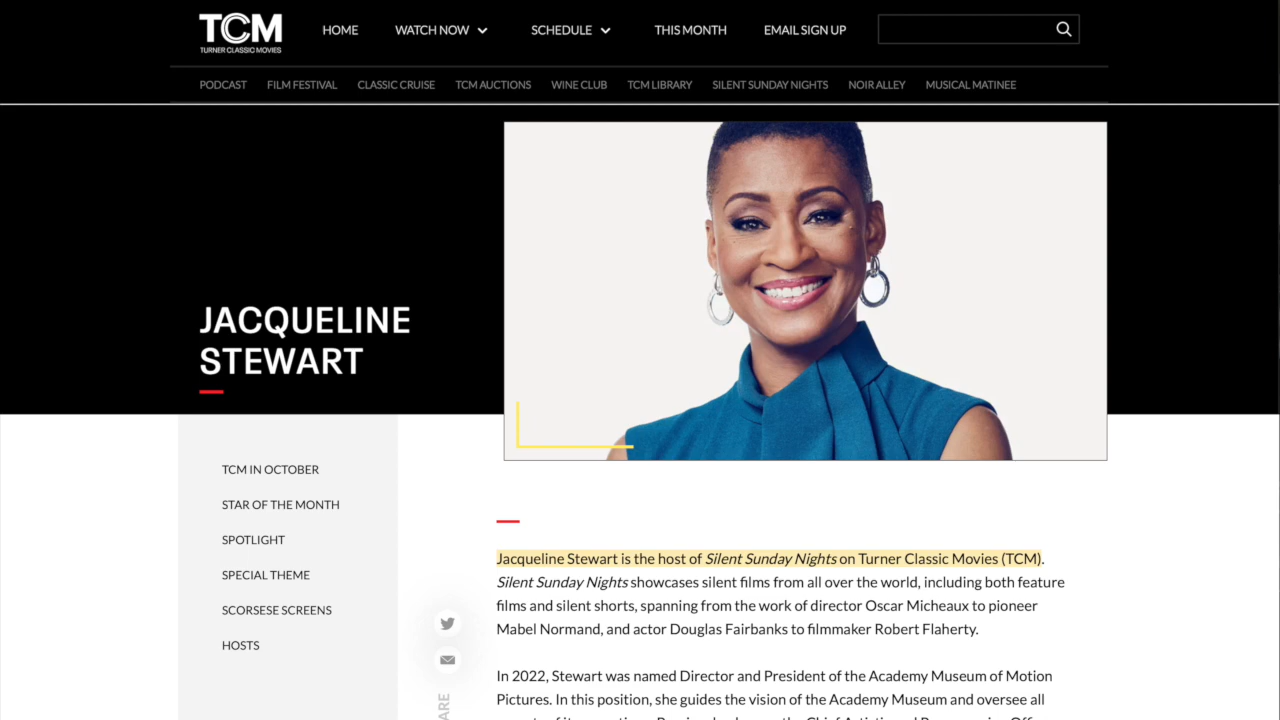 TCM
TURNER CLASSIC MOVIES
HOME
WATCH NOW
SCHEDULE
THIS MONTH
EMAIL SIGN UP
PODCAST
FILM FESTIVAL
CLASSIC CRUISE
TCM AUCTIONS
WINE CLUB
TCM LIBRARY
SILENT SUNDAY NIGHTS
NOIR ALLEY
MUSICAL MATINEE
JACQUELINE
STEWART
TCM IN OCTOBER
STAR OF THE MONTH
SPOTLIGHT
SPECIAL THEME
SCORSESE SCREENS
HOSTS
Jacqueline Stewart is the host of Silent Sunday Nights on Turner Classic Movies (TCM).
Silent Sunday Nights showcases silent films from all over the world, including both feature
films and silent shorts, spanning from the work of director Oscar Micheaux to pioneer
Mabel Normand, and actor Douglas Fairbanks to filmmaker Robert Flaherty.
In 2022, Stewart was named Director and President of the Academy Museum of Motion
Pictures. In this position, she guides the vision of the Academy Museum and oversee all